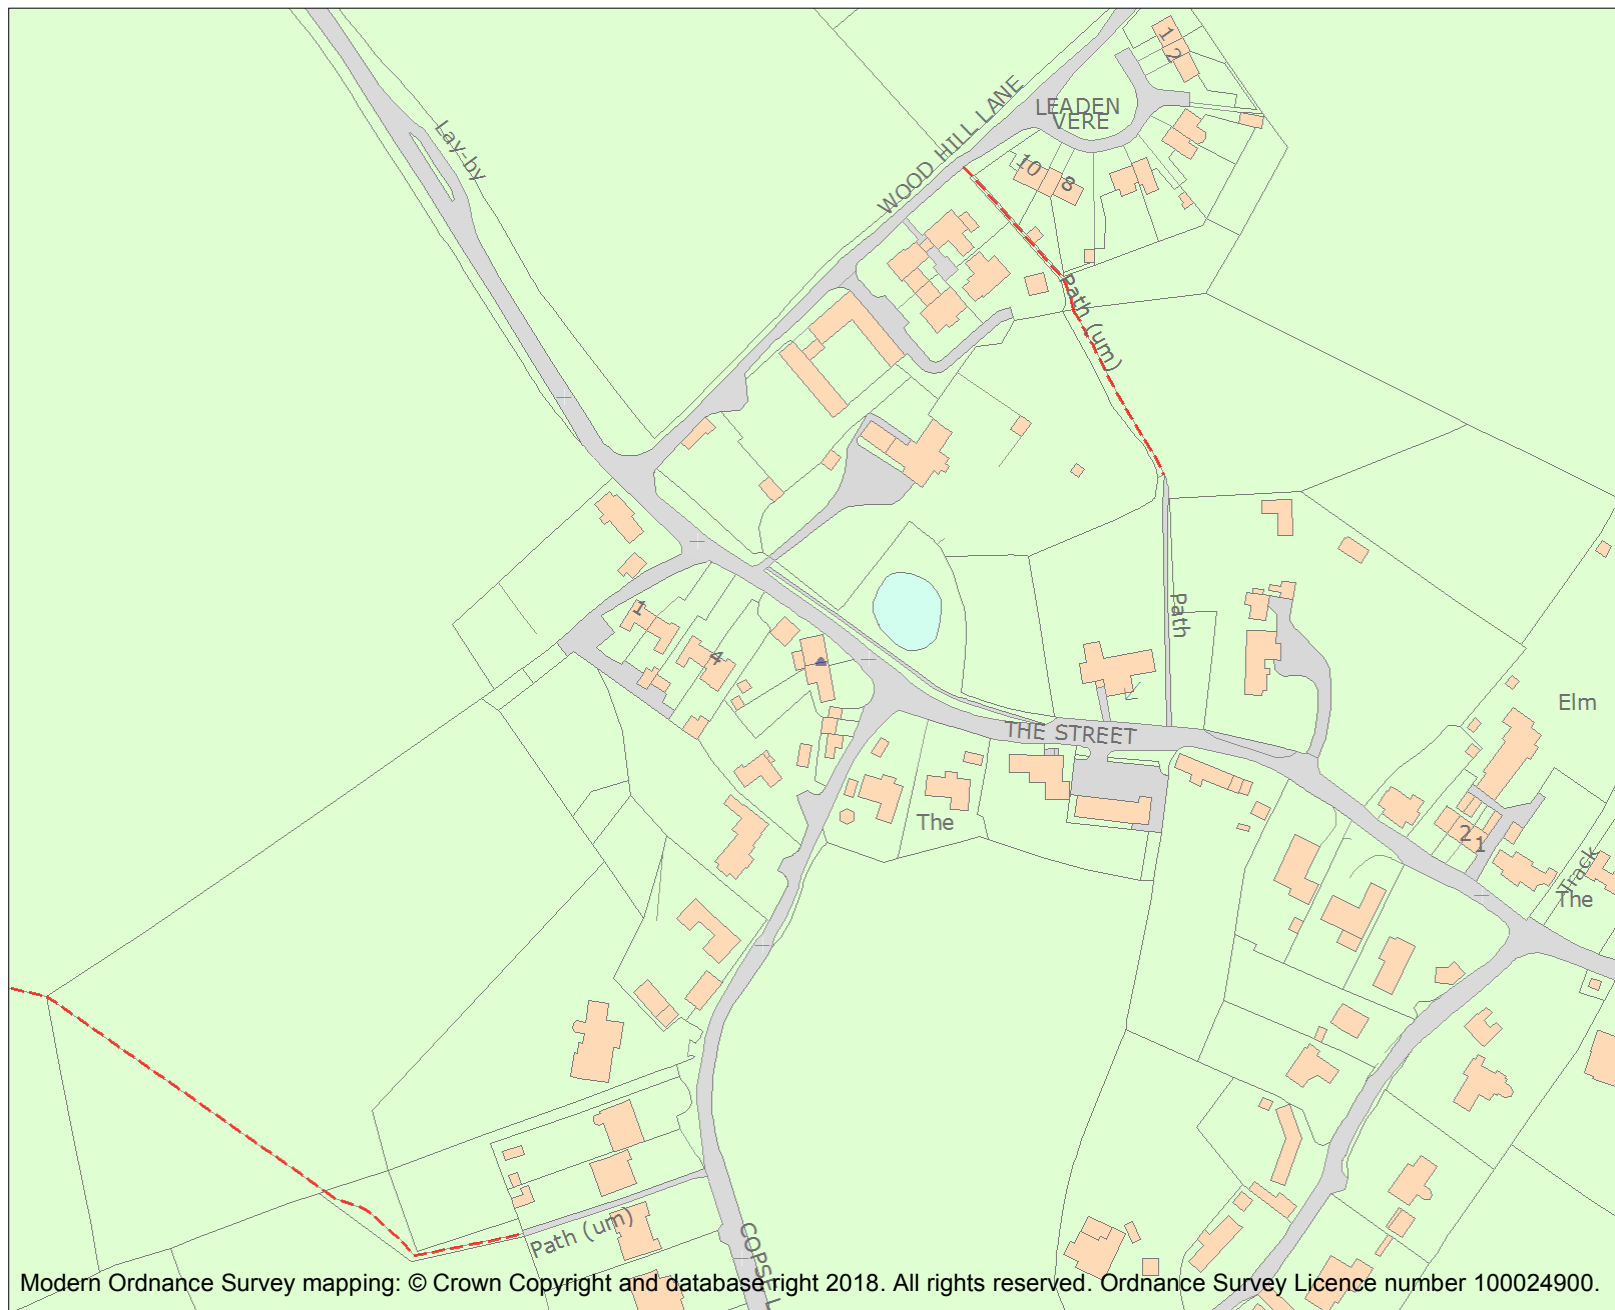 1
2
LEADEN
VERE
WOOD HILL LANE
Lay-by
10
8
Path (um)
1
4
Path
Elm
THE STREET
The
2
1
Track
The
Path (um)
COPSE L
Modern Ordnance Survey mapping: © Crown Copyright and database right 2018. All rights reserved. Ordnance Survey Licence number 100024900.